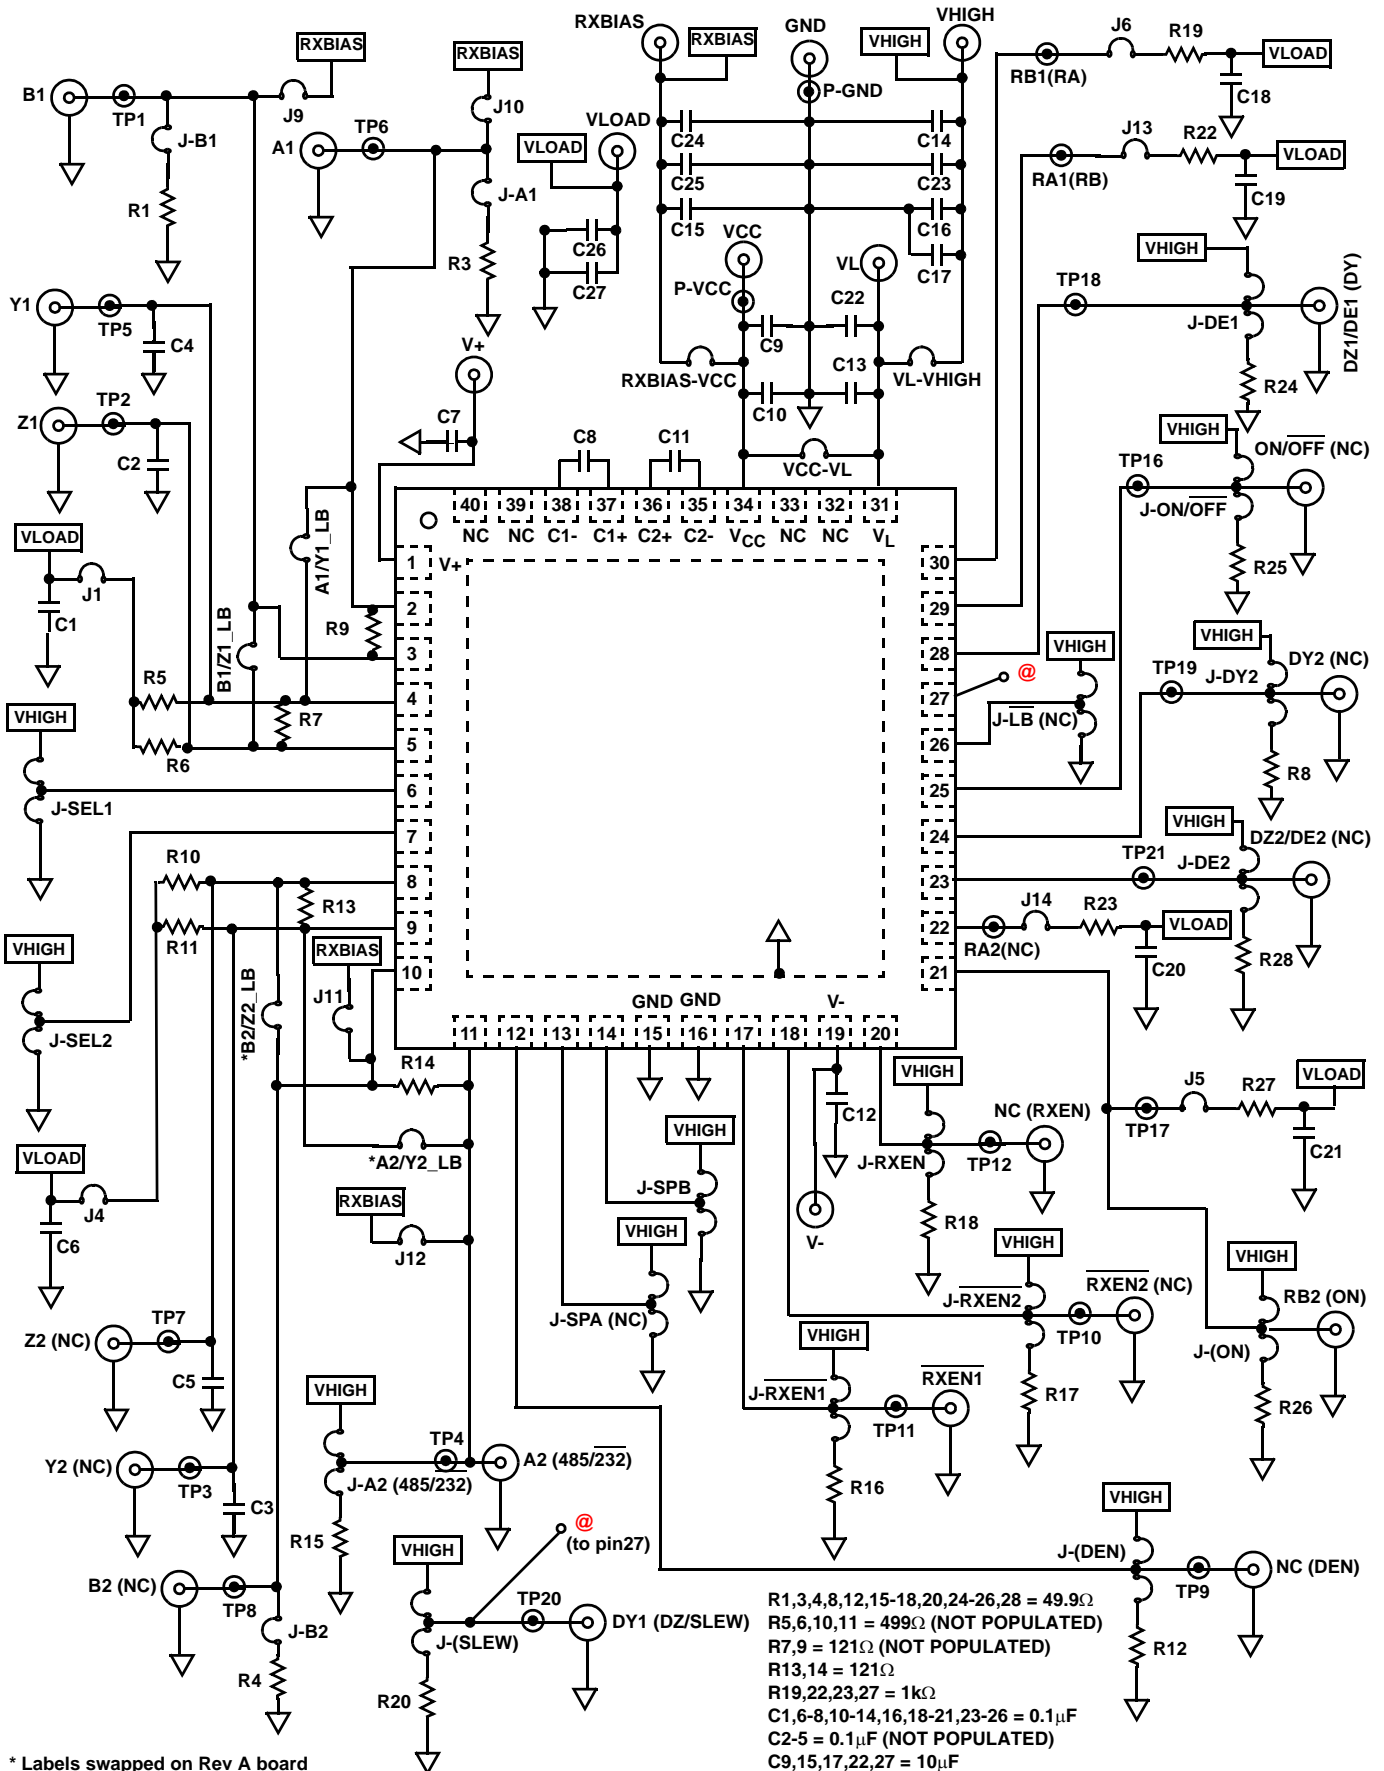 RXBIAS
GND
VHIGH
J6
R19
RXBIAS
RXBIAS
RXBIAS
VHIGH
VLOAD
RB1(RA)
B1
TP1
J9
J10
P-GND
C18
J-B1
A1
TP6
VLOAD
C24
C14
J13
R22
VLOAD
VLOAD
C25
C23
RA1(RB)
C19
R1
J-A1
C15
C16
VCC
C26
C17
VHIGH
R3
VL
C27
P-VCC
TP18
DZ1/DE1 (DY)
Y1
TP5
C22
J-DE1
C4
V+
C9
RXBIAS-VCC
C13
VL-VHIGH
R24
Z1
TP2
C7
C10
VHIGH
ON/OFF (NC)
C2
C8
C11
VCC-VL
TP16
J-ON/OFF
40
39
38
37
36
35
34
33
32
31
NC
NC
C1-
C1+
C2+
C2-
VCC
NC
NC
VL
VLOAD
A1/Y1_LB
1
V+
30
R25
J1
C1
2
29
R9
B1/Z1_LB
3
28
VHIGH
VHIGH
DY2 (NC)
@
TP19
J-DY2
R5
4
27
VHIGH
R7
J-LB (NC)
5
26
R6
R8
6
25
J-SEL1
VHIGH
7
24
DZ2/DE2 (NC)
TP21
J-DE2
R10
8
23
R13
J14
R23
9
22
VLOAD
R11
RA2(NC)
VHIGH
RXBIAS
10
21
C20
R28
*B2/Z2_LB
J11
GND
GND
V-
J-SEL2
11
12
13
14
15
16
17
18
19
20
R14
VHIGH
J5
R27
VLOAD
C12
NC (RXEN)
TP17
VHIGH
*A2/Y2_LB
J-RXEN
TP12
C21
VLOAD
J-SPB
RXBIAS
J4
R18
C6
J12
VHIGH
V-
VHIGH
VHIGH
J-RXEN2
RXEN2 (NC)
RB2 (ON)
Z2 (NC)
TP7
J-SPA (NC)
TP10
VHIGH
J-(ON)
C5
VHIGH
J-RXEN1
RXEN1
R17
R26
TP11
TP4
A2 (485/232)
Y2 (NC)
TP3
J-A2 (485/232)
R16
C3
VHIGH
R15
@
(to pin27)
VHIGH
J-(DEN)
NC (DEN)
B2 (NC)
TP8
TP9
TP20
DY1 (DZ/SLEW)
J-B2
J-(SLEW)
R12
R4
R20
R1,3,4,8,12,15-18,20,24-26,28 = 49.9Ω
R5,6,10,11 = 499Ω (NOT POPULATED)
R7,9 = 121Ω (NOT POPULATED)
R13,14 = 121Ω
R19,22,23,27 = 1kΩ
C1,6-8,10-14,16,18-21,23-26 = 0.1μF
C2-5 = 0.1μF (NOT POPULATED)
C9,15,17,22,27 = 10μF
* Labels swapped on Rev A board